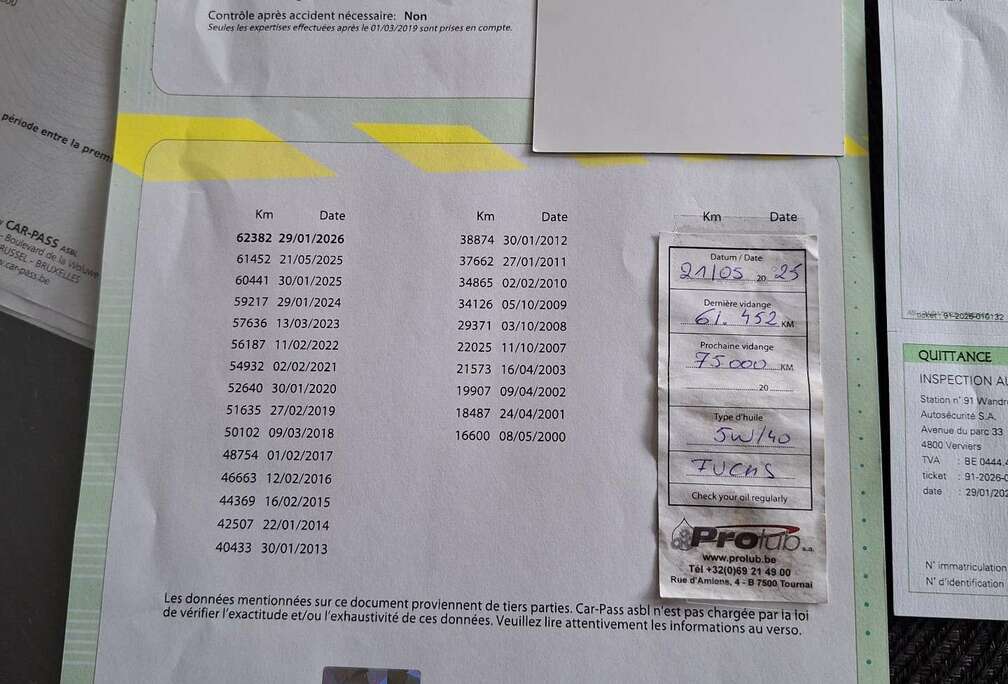 Contrôle après accident nécessaire: Non
Seules les expertises effectuées après le 01/03/2019 sont prises en compte.
période entre la prem
CAR-PASS ASBL
- Boulevard de la Woluwe
- BRUXELLES
.car-pass.be
Km Date
62382 29/01/2026
61452 21/05/2025
60441 30/01/2025
59217 29/01/2024
57636 13/03/2023
56187 11/02/2022
54932 02/02/2021
52640 30/01/2020
51635 27/02/2019
50102 09/03/2018
48754 01/02/2017
46663 12/02/2016
44369 16/02/2015
42507 22/01/2014
40433 30/01/2013
Km Date
38874 30/01/2012
37662 27/01/2011
34865 02/02/2010
34126 05/10/2009
29371 03/10/2008
22025 11/10/2007
21573 16/04/2003
19907 09/04/2002
18487 24/04/2001
16600 08/05/2000
Km Date
Datum / Date
21/05 20 25
Dernière vidange
61.452 KM
Prochaine vidange
75000 KM
20
Type d'huile
5W/40
FUCHS
Check your oil regularly
Prolub s.a.
www.prolub.be
Tél +32(0)69 21 49 00
Rue d'Amiens, 4 - B 7500 Tournai
Les données mentionnées sur ce document proviennent de tiers parties. Car-Pass asbl n'est pas chargée par la loi
de vérifier l'exactitude et/ou l'exhaustivité de ces données. Veuillez lire attentivement les informations au verso.
ticket: 91-2026-010132
QUITTANCE
INSPECTION AU
Station n° 91 Wandre
Autosécurité S.A.
Avenue du parc 33
4800 Verviers
TVA : BE 0444.4
ticket : 91-2026-0
date : 29/01/202
N° immatriculation
N° d'identification